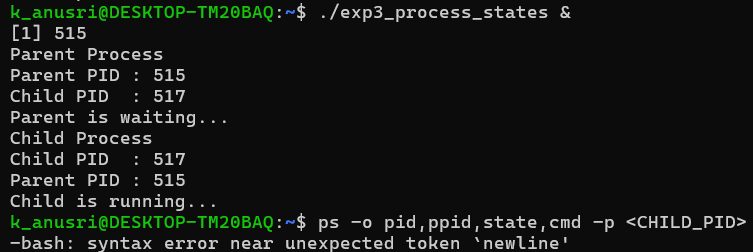 k_anusri@DESKTOP-TM20BAQ:~$ ./exp3_process_states &
[1] 515
Parent Process
Parent PID : 515
Child PID  : 517
Parent is waiting...
Child Process
Child PID  : 517
Parent PID : 515
Child is running...
k_anusri@DESKTOP-TM20BAQ:~$ ps -o pid,ppid,state,cmd -p <CHILD_PID>
-bash: syntax error near unexpected token `newline'